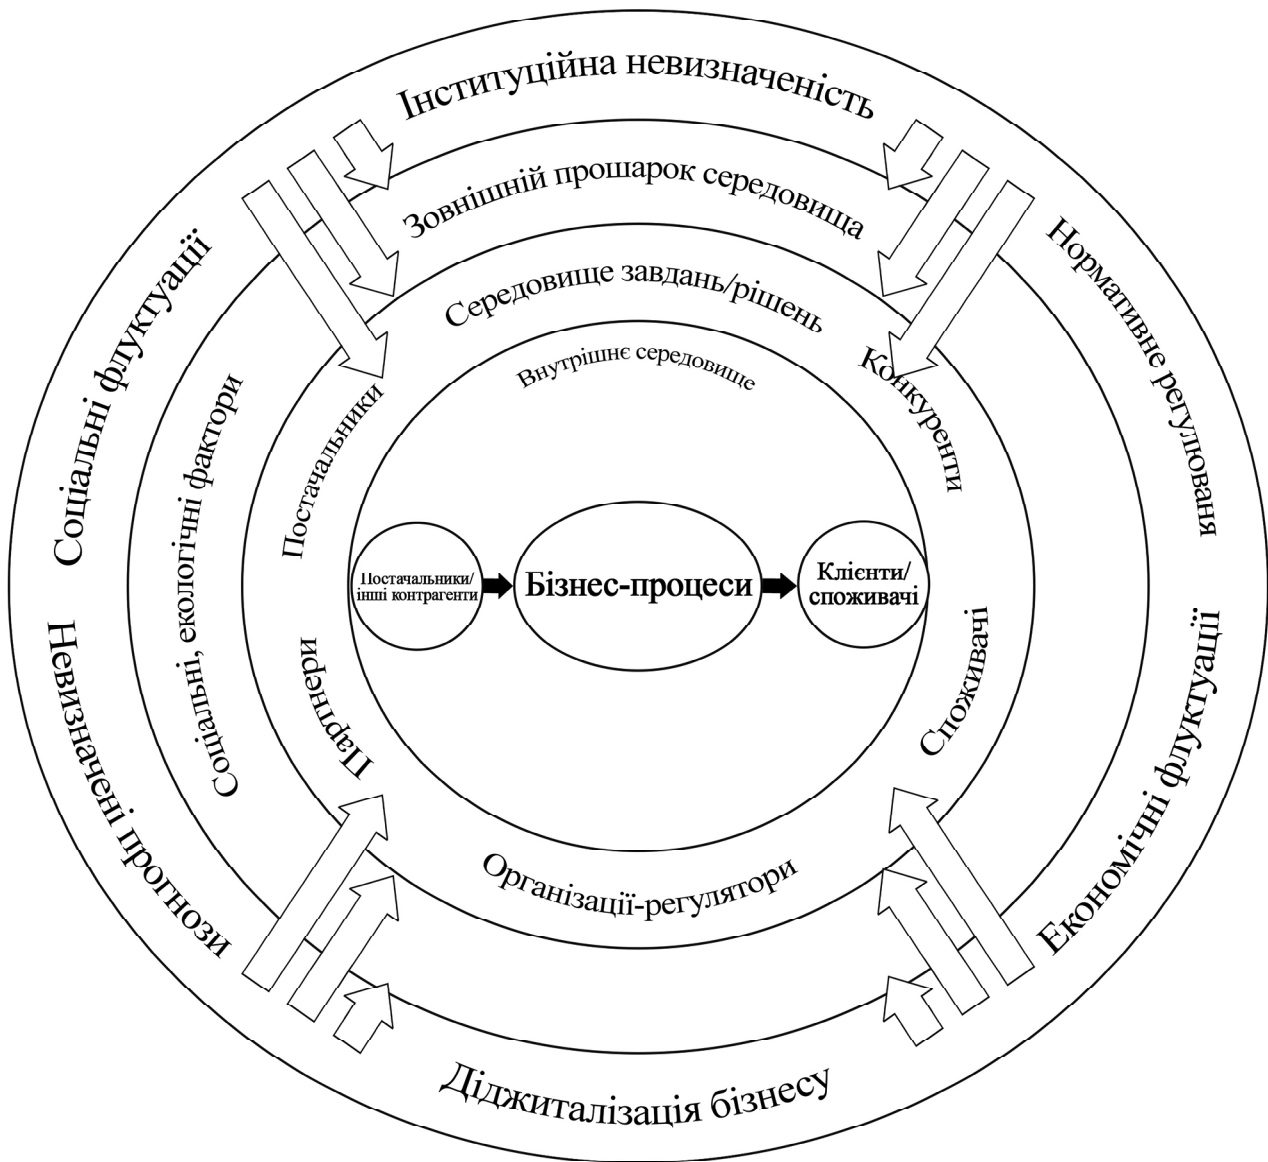 Інституційна невизначеність
Зовнішній прошарок середовища
Середовище завдань/рішень
Внутрішнє середовище
Соціальні флуктуації
Нормативне регулюваня
Соціальні, екологічні фактори
Постачальники
Конкуренти
Постачальники/
інші контрагенти
Бізнес-процеси
Клієнти/
споживачі
Партнери
Споживачі
Невизначені прогнози
Економічні флуктуації
Організації-регулятори
Діджиталізація бізнесу